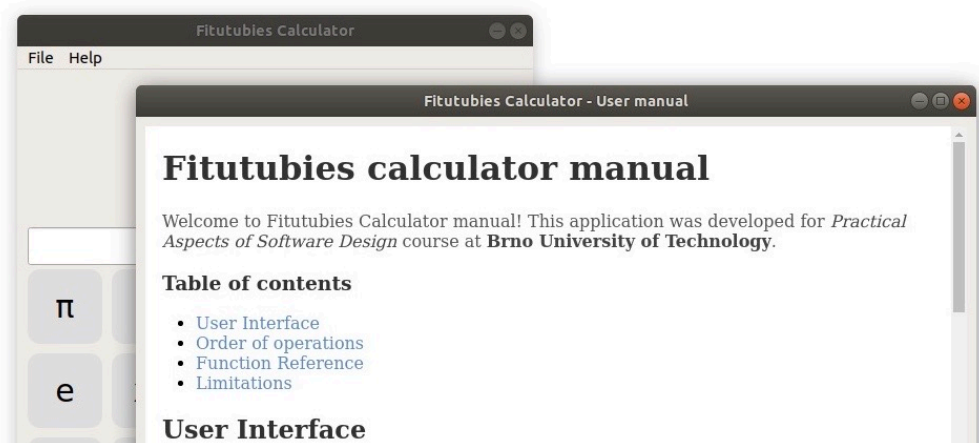 Fitutubies Calculator
File Help
Fitutubies Calculator - User manual
Fitutubies calculator manual
Welcome to Fitutubies Calculator manual! This application was developed for Practical
Aspects of Software Design course at Brno University of Technology.
Table of contents
• User Interface
• Order of operations
• Function Reference
• Limitations
User Interface
π
e